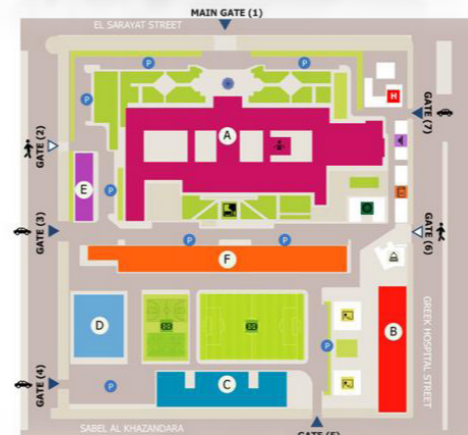 MAIN GATE (1)
EL SARAYAT STREET
P
P
P
H
GATE (7)
A
GATE (2)
E
P
GATE (3)
P
P
GATE (6)
F
D
B
GREEK HOSPITAL STREET
P
C
P
GATE (4)
SABEL AL KHAZANDARA
GATE (5)